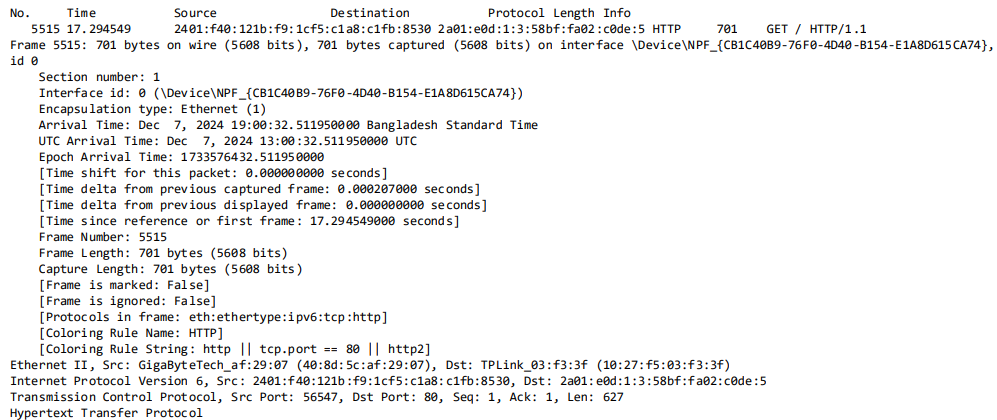 No.     Time           Source                Destination           Protocol Length Info
   5515 17.294549      2401:f40:121b:f9:1cf5:c1a8:c1fb:8530 2a01:e0d:1:3:58bf:fa02:c0de:5 HTTP     701    GET / HTTP/1.1
Frame 5515: 701 bytes on wire (5608 bits), 701 bytes captured (5608 bits) on interface \Device\NPF_{CB1C40B9-76F0-4D40-B154-E1A8D615CA74},
id 0
    Section number: 1
    Interface id: 0 (\Device\NPF_{CB1C40B9-76F0-4D40-B154-E1A8D615CA74})
    Encapsulation type: Ethernet (1)
    Arrival Time: Dec  7, 2024 19:00:32.511950000 Bangladesh Standard Time
    UTC Arrival Time: Dec  7, 2024 13:00:32.511950000 UTC
    Epoch Arrival Time: 1733576432.511950000
    [Time shift for this packet: 0.000000000 seconds]
    [Time delta from previous captured frame: 0.000207000 seconds]
    [Time delta from previous displayed frame: 0.000000000 seconds]
    [Time since reference or first frame: 17.294549000 seconds]
    Frame Number: 5515
    Frame Length: 701 bytes (5608 bits)
    Capture Length: 701 bytes (5608 bits)
    [Frame is marked: False]
    [Frame is ignored: False]
    [Protocols in frame: eth:ethertype:ipv6:tcp:http]
    [Coloring Rule Name: HTTP]
    [Coloring Rule String: http || tcp.port == 80 || http2]
Ethernet II, Src: GigaByteTech_af:29:07 (40:8d:5c:af:29:07), Dst: TPLink_03:f3:3f (10:27:f5:03:f3:3f)
Internet Protocol Version 6, Src: 2401:f40:121b:f9:1cf5:c1a8:c1fb:8530, Dst: 2a01:e0d:1:3:58bf:fa02:c0de:5
Transmission Control Protocol, Src Port: 56547, Dst Port: 80, Seq: 1, Ack: 1, Len: 627
Hypertext Transfer Protocol